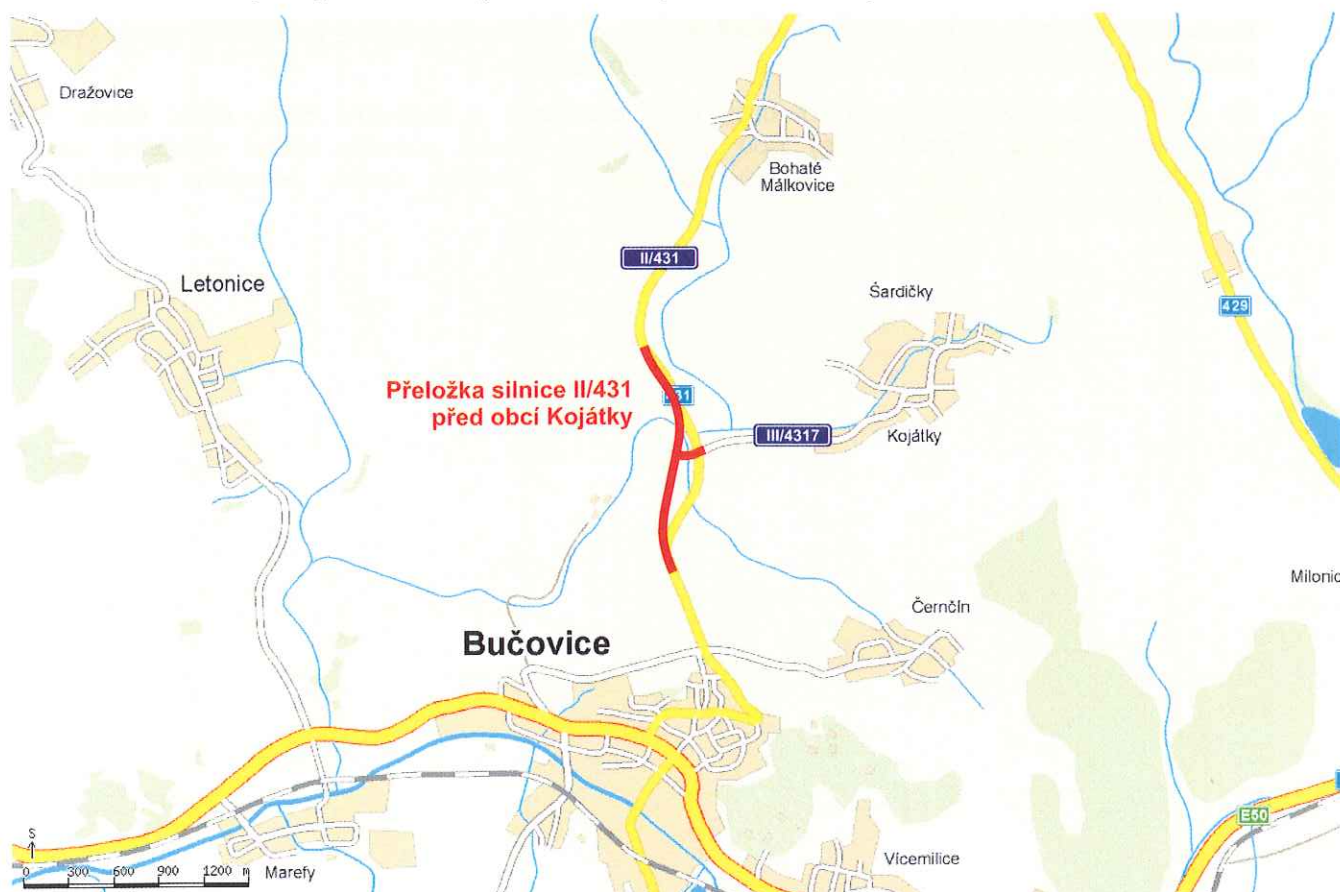 Dražovice
Bohaté
Málkovice
II/431
Letonice
Šardičky
429
Přeložka silnice II/431
před obcí Kojátky
431
III/4317
Kojátky
Milonic
Černčín
Bučovice
E50
Vícemilice
Marefy
S
0 300 600 900 1200 m